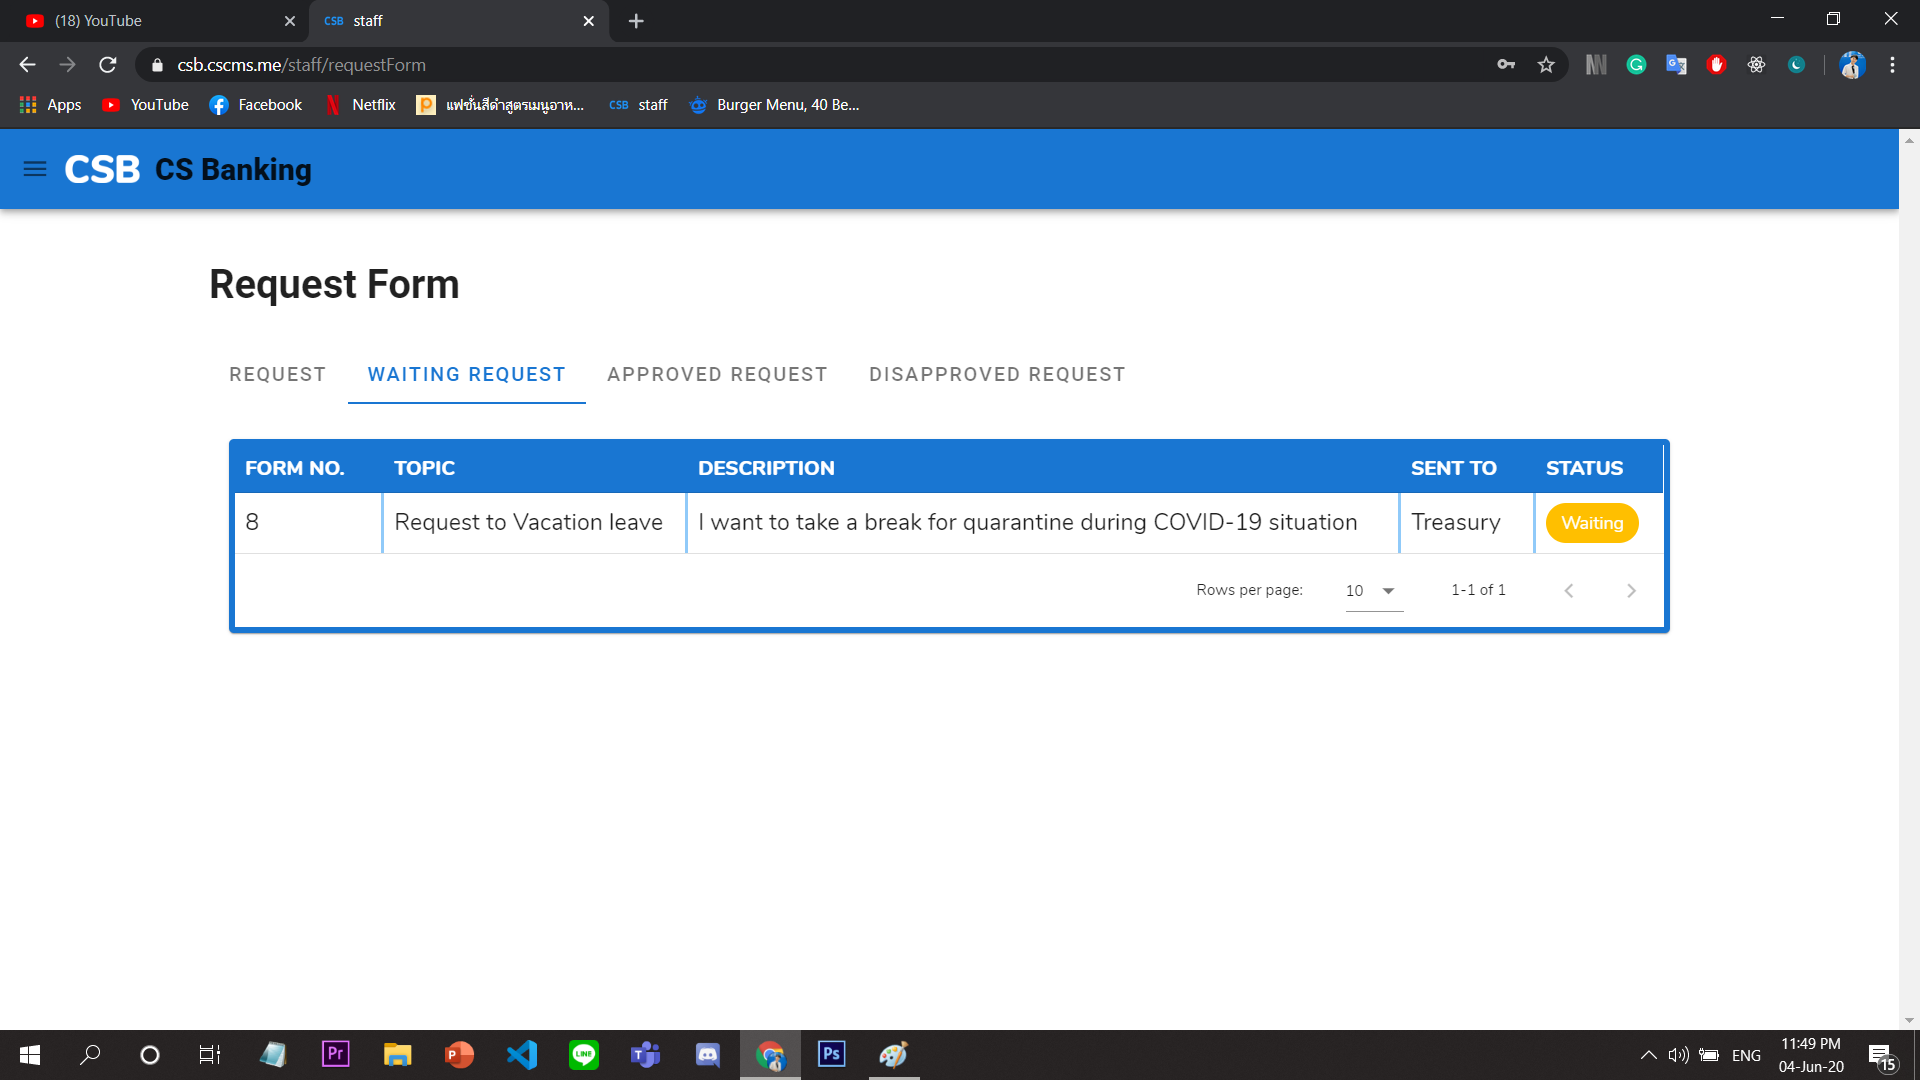 (18) YouTube
CSB staff
csb.cscms.me/staff/requestForm
Apps YouTube Facebook Netflix แฟชั่นสีดำสูตรเมนูอาห... CSB staff Burger Menu, 40 Be...
CSB CS Banking
Request Form
REQUEST WAITING REQUEST APPROVED REQUEST DISAPPROVED REQUEST
FORM NO. TOPIC DESCRIPTION SENT TO STATUS
8 Request to Vacation leave I want to take a break for quarantine during COVID-19 situation Treasury Waiting
Rows per page: 10 1-1 of 1
Pr P LINE T Ps ENG 11:49 PM
04-Jun-20 15